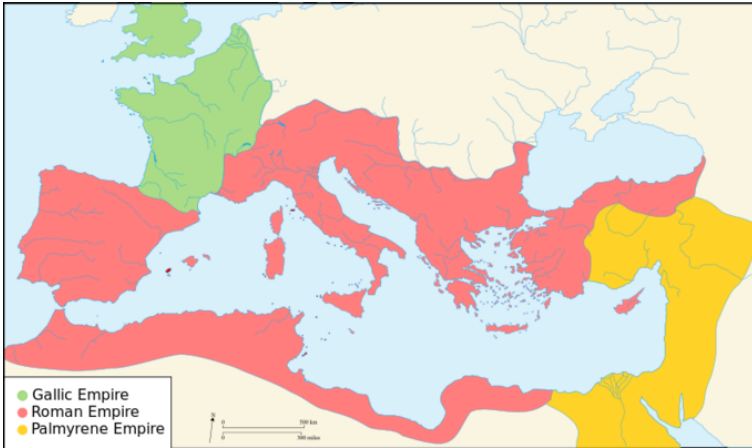 Gallic Empire
Roman Empire
Palmyrene Empire
N
0 500 km
0 300 miles